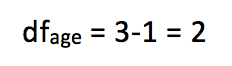 dfage = 3-1 = 2